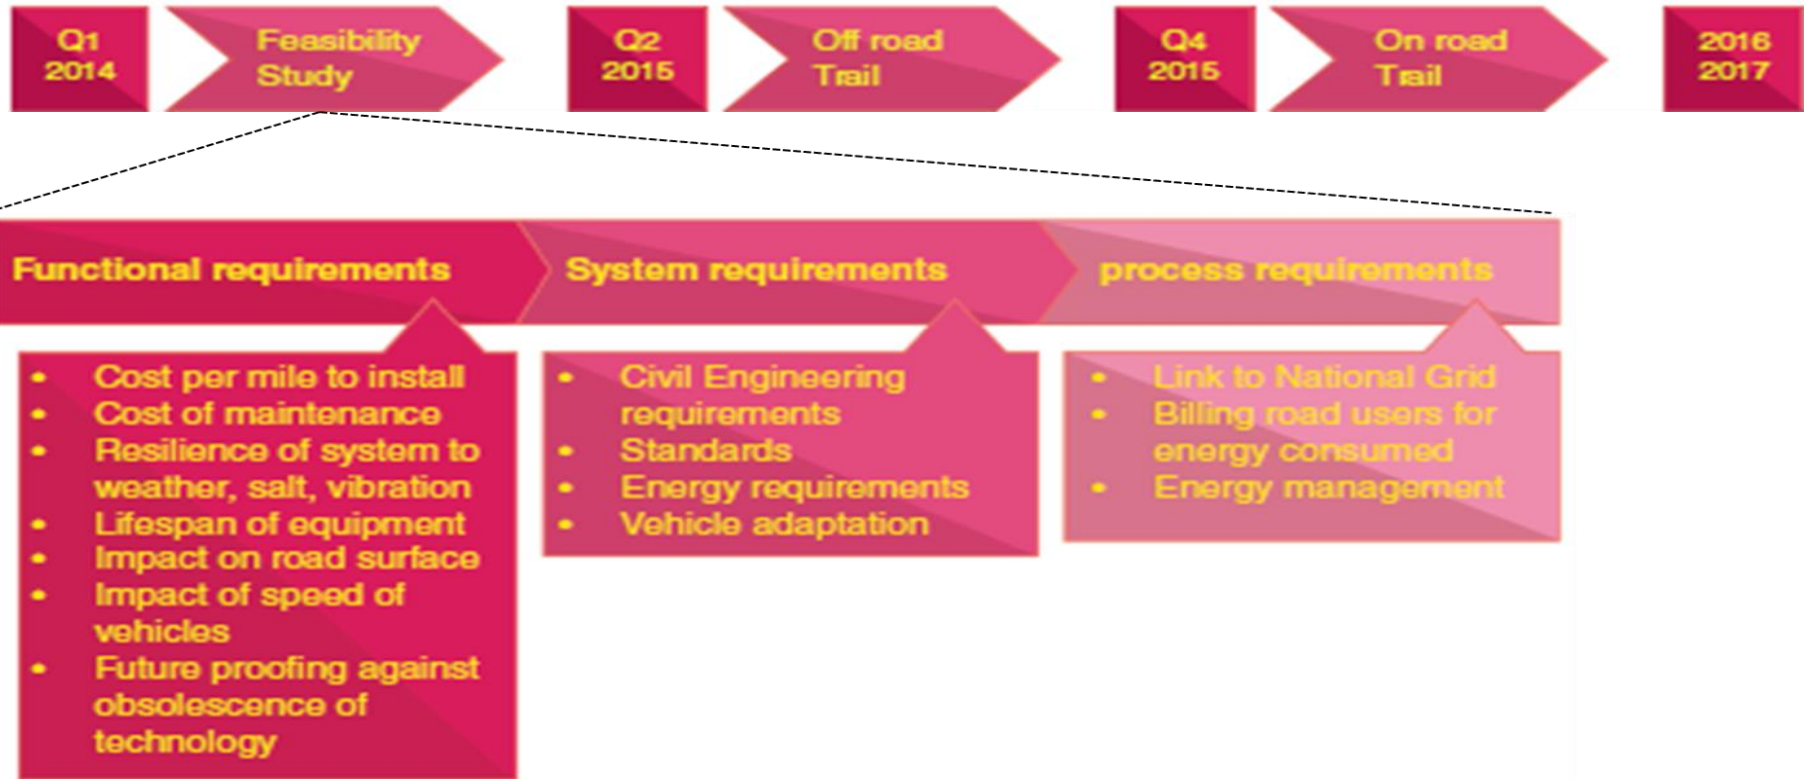 Q1
2014
Feasibility
Study
Q2
2015
Off road
Trail
Q4
2015
On road
Trail
2016
2017
Functional requirements
System requirements
process requirements
• Cost per mile to install
• Cost of maintenance
• Resilience of system to
weather, salt, vibration
• Lifespan of equipment
• Impact on road surface
• Impact of speed of
vehicles
• Future proofing against
obsolescence of
technology
• Civil Engineering
requirements
• Standards
• Energy requirements
• Vehicle adaptation
• Link to National Grid
• Billing road users for
energy consumed
• Energy management